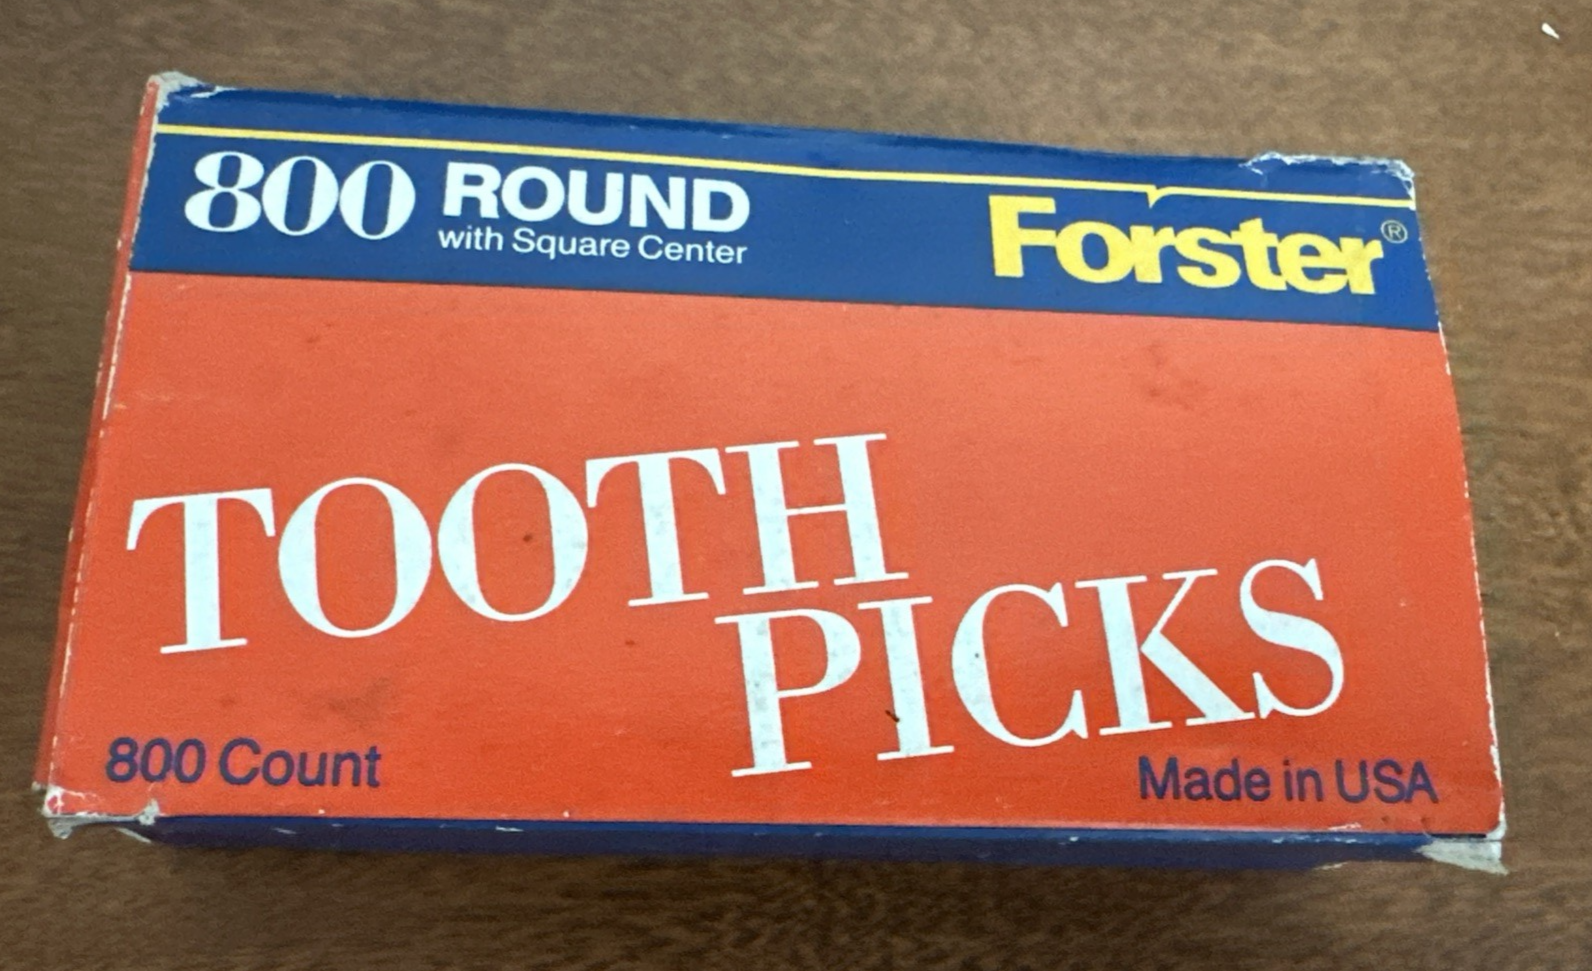 800 ROUND
with Square Center
Forster®
TOOTH
PICKS
800 Count
Made in USA